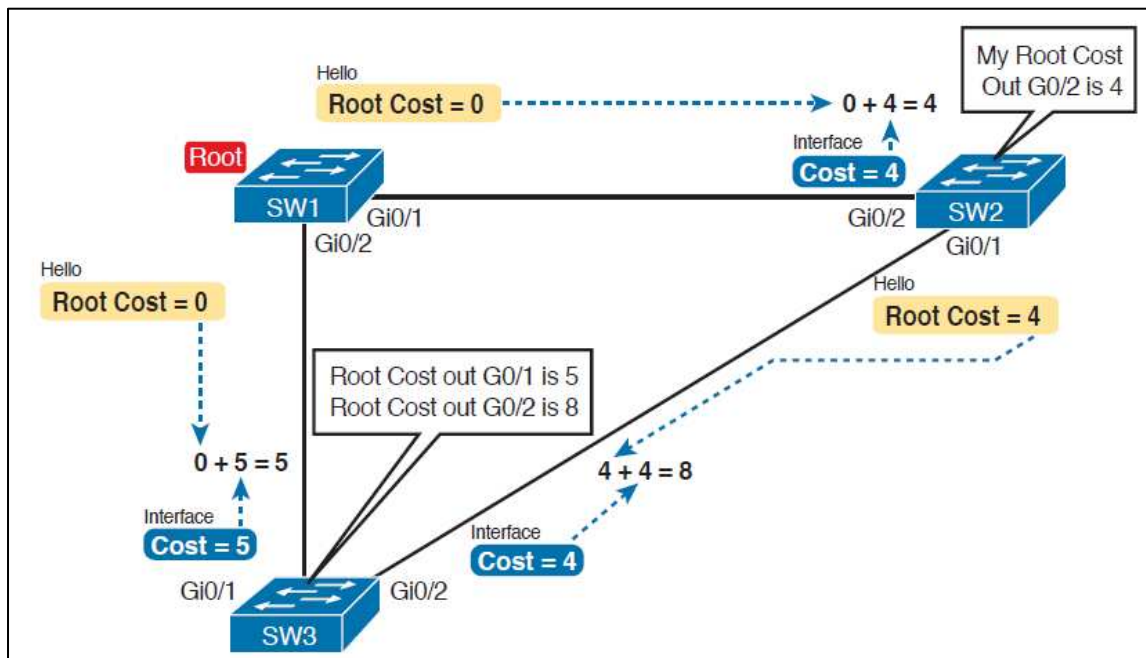 My Root Cost
Out G0/2 is 4
Hello
Root Cost = 0
0 + 4 = 4
Interface
Cost = 4
Root
SW1
Gi0/1
Gi0/2
Gi0/2
SW2
Gi0/1
Hello
Root Cost = 0
Hello
Root Cost = 4
Root Cost out G0/1 is 5
Root Cost out G0/2 is 8
0 + 5 = 5
4 + 4 = 8
Interface
Cost = 5
Interface
Cost = 4
Gi0/1
Gi0/2
SW3